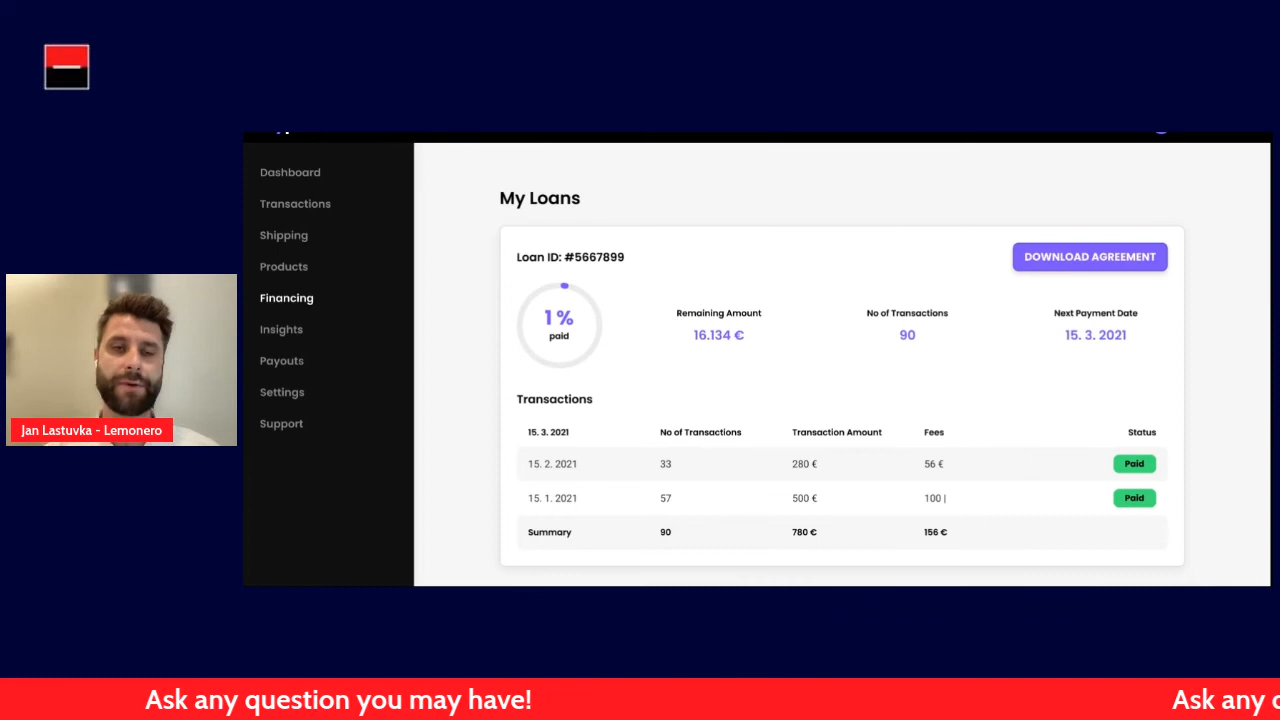 Dashboard
Transactions
Shipping
Products
Financing
Insights
Payouts
Settings
Support
My Loans
Loan ID: #5667899
DOWNLOAD AGREEMENT
1 %
paid
Remaining Amount
No of Transactions
Next Payment Date
16.134 €
90
15. 3. 2021
Transactions
15. 3. 2021 No of Transactions Transaction Amount Fees Status
15. 2. 2021 33 280 € 56 € Paid
15. 1. 2021 57 500 € 100 | Paid
Summary 90 780 € 156 €
Jan Lastuvka - Lemonero
Ask any question you may have!
Ask any